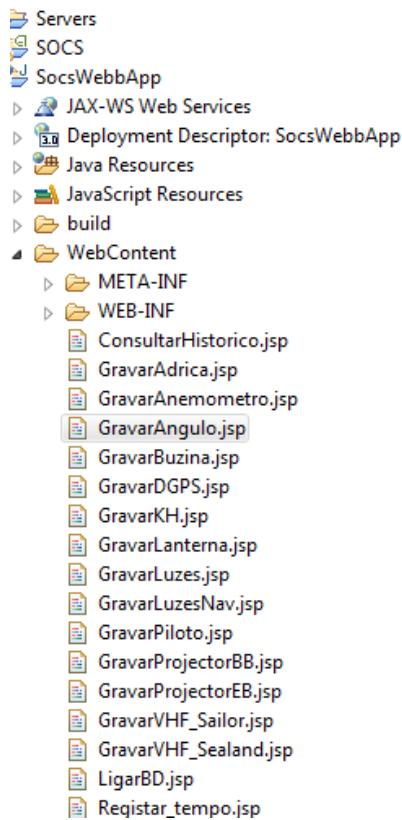 Servers
SOCS
SocsWebbApp
JAX-WS Web Services
3.0 Deployment Descriptor: SocsWebbApp
Java Resources
JavaScript Resources
build
WebContent
META-INF
WEB-INF
ConsultarHistorico.jsp
GravarAdrica.jsp
GravarAnemometro.jsp
GravarAngulo.jsp
GravarBuzina.jsp
GravarDGPS.jsp
GravarKH.jsp
GravarLanterna.jsp
GravarLuzes.jsp
GravarLuzesNav.jsp
GravarPiloto.jsp
GravarProjectorBB.jsp
GravarProjectorEB.jsp
GravarVHF_Sailor.jsp
GravarVHF_Sealand.jsp
LigarBD.jsp
Registar_tempo.jsp